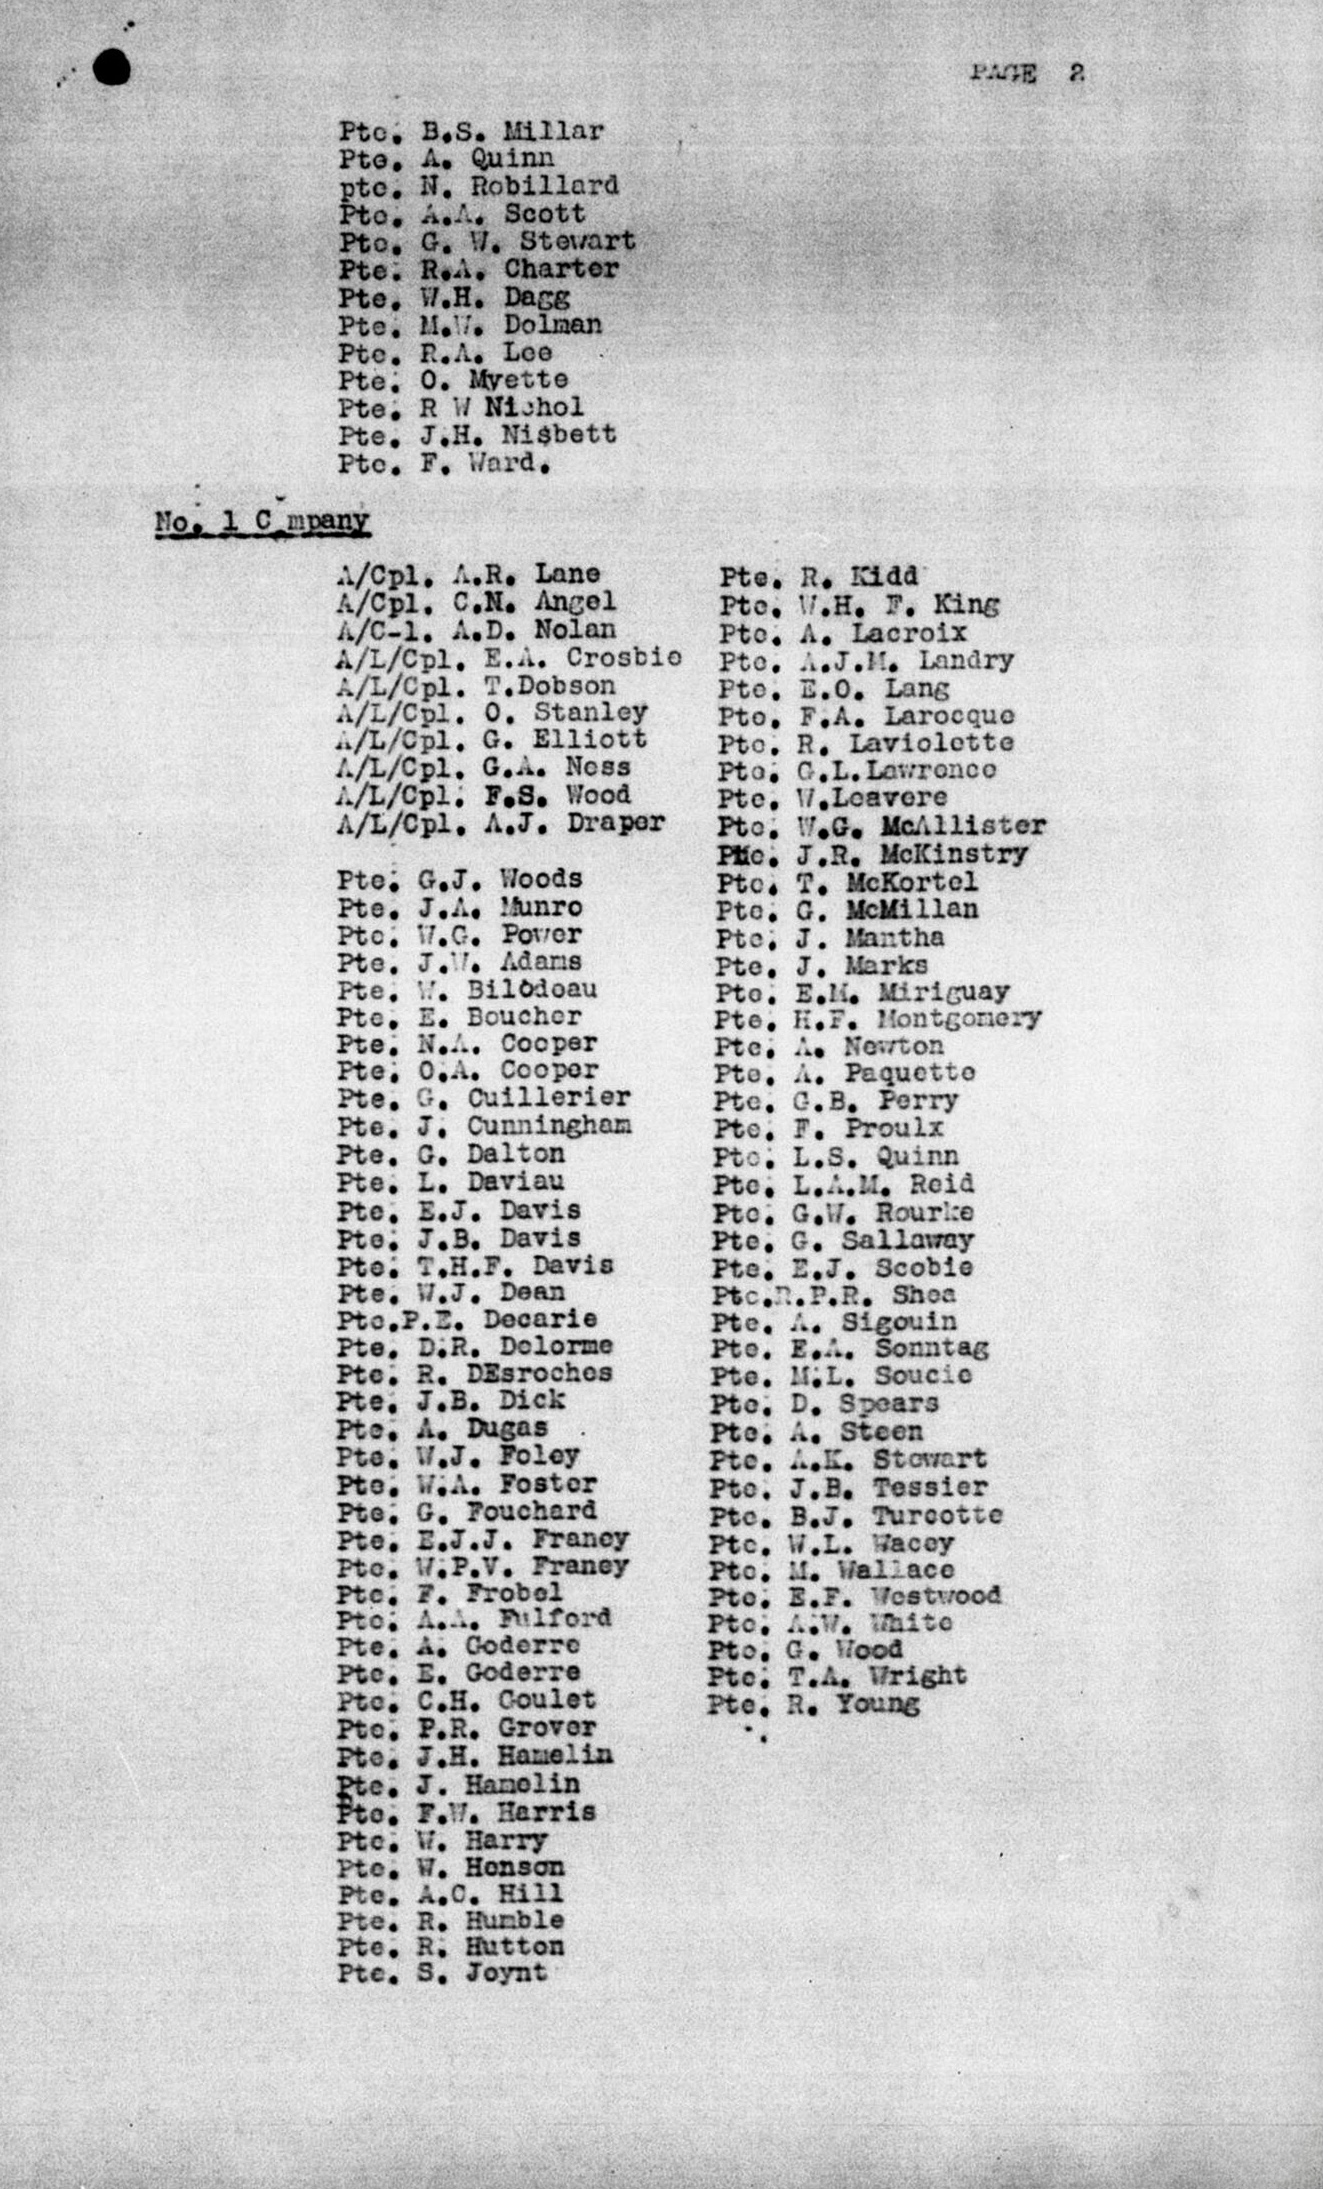 PAGE 2
Pte. B.S. Millar
Pte. A. Quinn
pte. N. Robillard
Pte. A.A. Scott
Pte. G. W. Stewart
Pte. R.A. Charter
Pte. W.H. Dagg
Pte. M.W. Dolman
Pte. R.A. Lee
Pte. O. Myette
Pte. R W Nichol
Pte. J.H. Nisbett
Pte. F. Ward.
No. 1 C mpany
A/Cpl. A.R. Lane
A/Cpl. C.N. Angel
A/C-l. A.D. Nolan
A/L/Cpl. E.A. Crosbie
A/L/Cpl. T.Dobson
A/L/Cpl. O. Stanley
A/L/Cpl. G. Elliott
A/L/Cpl. G.A. Ness
A/L/Cpl. F.S. Wood
A/L/Cpl. A.J. Draper
Pte. G.J. Woods
Pte. J.A. Munro
Pte. W.G. Power
Pte. J.W. Adams
Pte. W. Bilodeau
Pte. E. Boucher
Pte. N.A. Cooper
Pte. O.A. Cooper
Pte. G. Cuillerier
Pte. J. Cunningham
Pte. G. Dalton
Pte. L. Daviau
Pte. E.J. Davis
Pte. J.B. Davis
Pte. T.H.F. Davis
Pte. W.J. Dean
Pte.P.E. Decarie
Pte. D.R. Delorme
Pte. R. DEsroches
Pte. J.B. Dick
Pte. A. Dugas
Pte. W.J. Foley
Pte. W.A. Foster
Pte. G. Fouchard
Pte. E.J.J. Franey
Pte. W.P.V. Franey
Pte. F. Frobel
Pte. A.A. Fulford
Pte. A. Goderre
Pte. E. Goderre
Pte. C.H. Goulet
Pte. P.R. Grover
Pte. J.H. Hamelin
Pte. J. Hamelin
Pte. F.W. Harris
Pte. W. Harry
Pte. W. Henson
Pte. A.C. Hill
Pte. R. Humble
Pte. R. Hutton
Pte. S. Joynt
Pte. R. Kidd
Pte. W.H. F. King
Pte. A. Lacroix
Pte. A.J.M. Landry
Pte. E.O. Lang
Pte. F.A. Larocque
Pte. R. Laviolette
Pte. G.L.Lawrence
Pte. W.Leavere
Pte. W.G. McAllister
Pte. J.R. McKinstry
Pte. T. McKortel
Pte. G. McMillan
Pte. J. Mantha
Pte. J. Marks
Pte. E.M. Miriguay
Pte. H.F. Montgomery
Pte. A. Newton
Pte. A. Paquette
Pte. G.B. Perry
Pte. F. Proulx
Pte. L.S. Quinn
Pte. L.A.M. Reid
Pte. G.W. Rourke
Pte. G. Sallaway
Pte. E.J. Scobie
Pte.R.P.R. Shea
Pte. A. Sigouin
Pte. E.A. Sonntag
Pte. M.L. Soucie
Pte. D. Spears
Pte. A. Steen
Pte. A.K. Stewart
Pte. J.B. Tessier
Pte. B.J. Turcotte
Pte. W.L. Wacey
Pte. M. Wallace
Pte. E.F. Westwood
Pte. A.W. White
Pte. G. Wood
Pte. T.A. Wright
Pte. R. Young